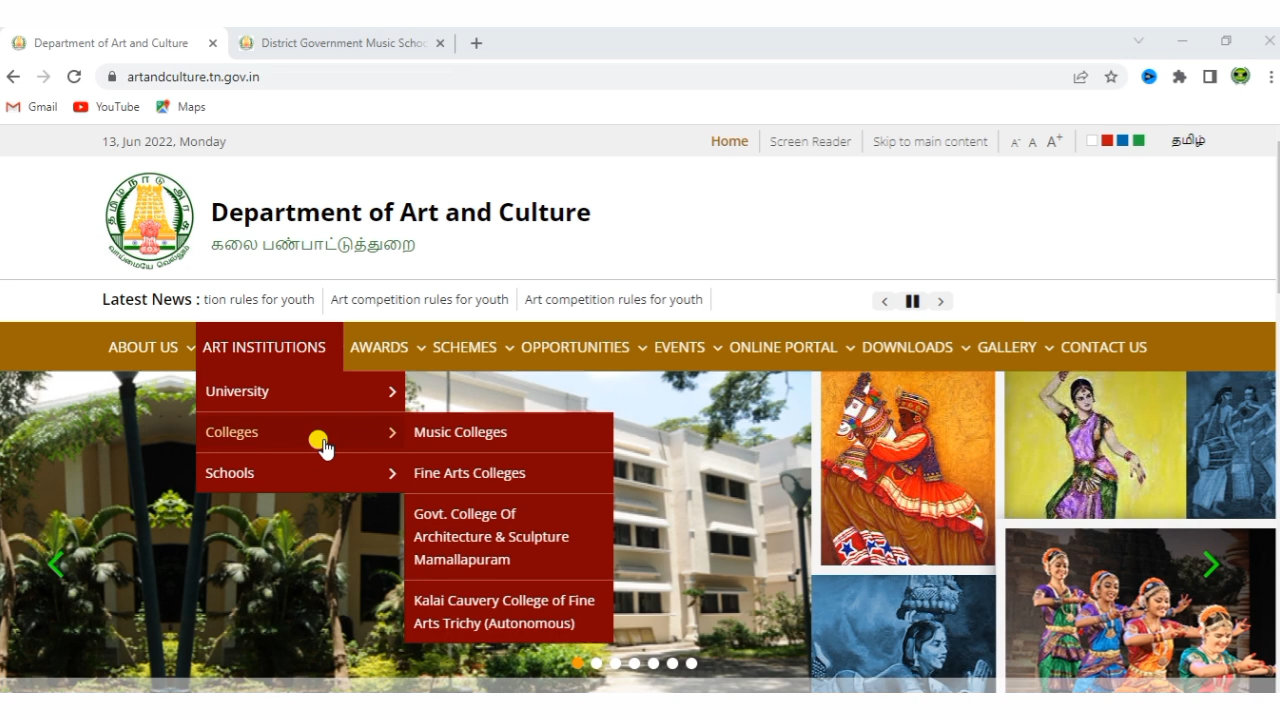 Department of Art and Culture
District Government Music Schoo
artandculture.tn.gov.in
Gmail YouTube Maps
13, Jun 2022, Monday
Home Screen Reader Skip to main content A- A A+ தமிழ்
Department of Art and Culture
கலை பண்பாட்டுத்துறை
Latest News : tion rules for youth Art competition rules for youth Art competition rules for youth
ABOUT US ART INSTITUTIONS AWARDS SCHEMES OPPORTUNITIES EVENTS ONLINE PORTAL DOWNLOADS GALLERY CONTACT US
University
Colleges
Schools
Music Colleges
Fine Arts Colleges
Govt. College Of
Architecture & Sculpture
Mamallapuram
Kalai Cauvery College of Fine
Arts Trichy (Autonomous)